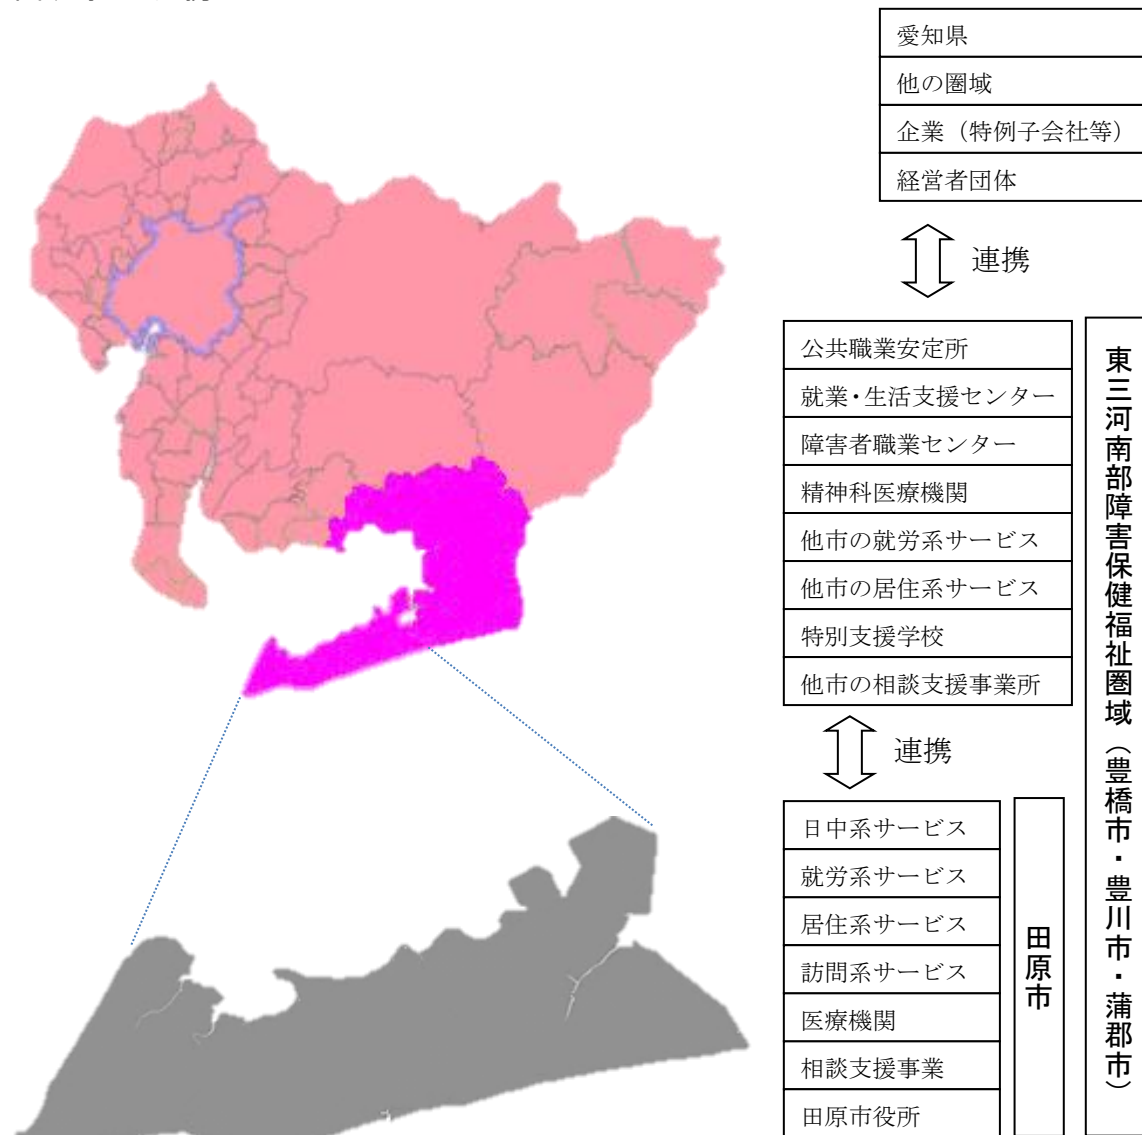 愛知県
他の圏域
企業（特例子会社等）
経営者団体
連携
公共職業安定所
就業・生活支援センター
障害者職業センター
精神科医療機関
他市の就労系サービス
他市の居住系サービス
特別支援学校
他市の相談支援事業所
東三河南部障害保健福祉圏域（豊橋市・豊川市・蒲郡市）
連携
日中系サービス
就労系サービス
居住系サービス
訪問系サービス
医療機関
相談支援事業
田原市役所
田原市